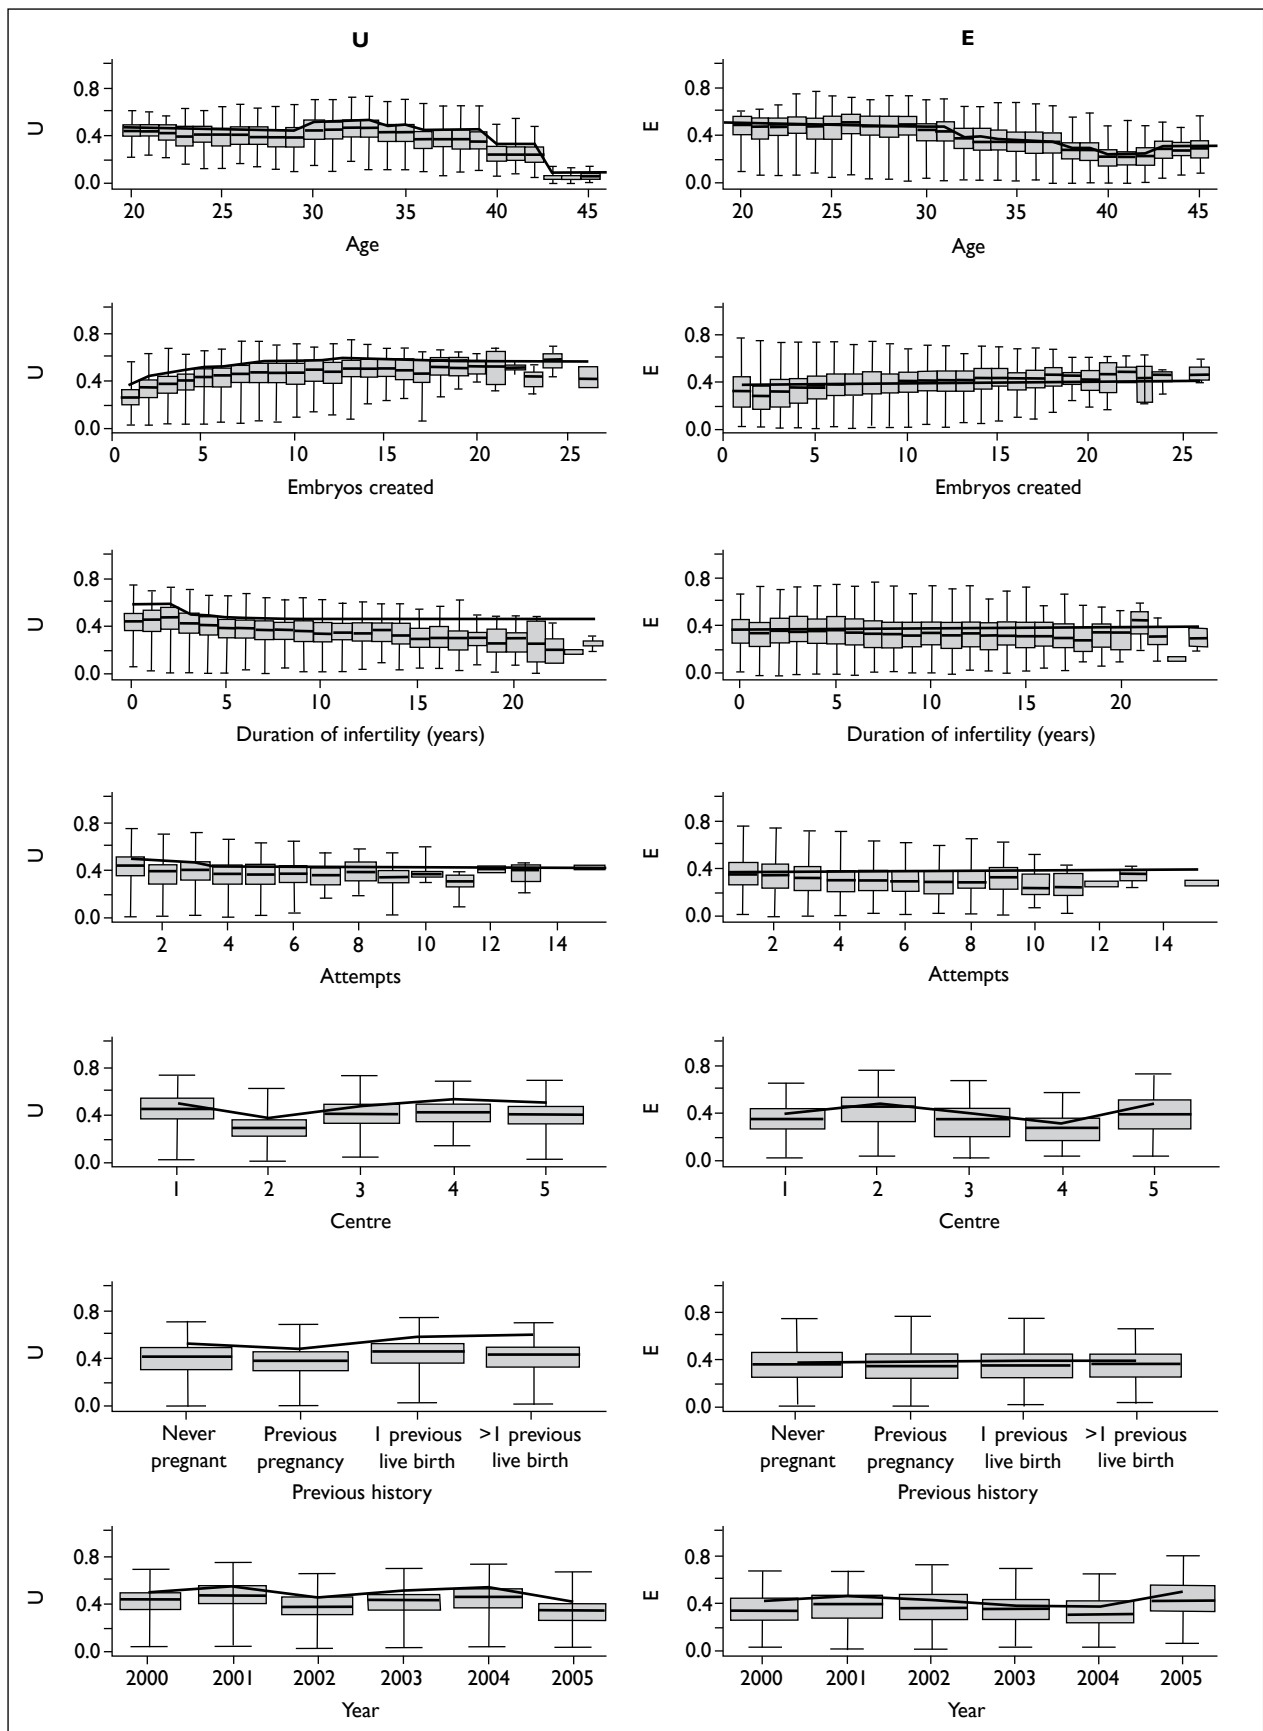 U E
U 0.8 E 0.8
0.4 0.4
0.0 0.0
20 25 30 35 40 45 20 25 30 35 40 45
Age Age
U 0.8 E 0.8
0.4 0.4
0.0 0.0
0 5 10 15 20 25 0 5 10 15 20 25
Embryos created Embryos created
U 0.8 E 0.8
0.4 0.4
0.0 0.0
0 5 10 15 20 0 5 10 15 20
Duration of infertility (years) Duration of infertility (years)
U 0.8 E 0.8
0.4 0.4
0.0 0.0
2 4 6 8 10 12 14 2 4 6 8 10 12 14
Attempts Attempts
U 0.8 E 0.8
0.4 0.4
0.0 0.0
1 2 3 4 5 1 2 3 4 5
Centre Centre
U 0.8 E 0.8
0.4 0.4
0.0 0.0
Never Previous 1 previous >1 previous Never Previous 1 previous >1 previous
pregnant pregnancy live birth live birth pregnant pregnancy live birth live birth
Previous history Previous history
U 0.8 E 0.8
0.4 0.4
0.0 0.0
2000 2001 2002 2003 2004 2005 2000 2001 2002 2003 2004 2005
Year Year